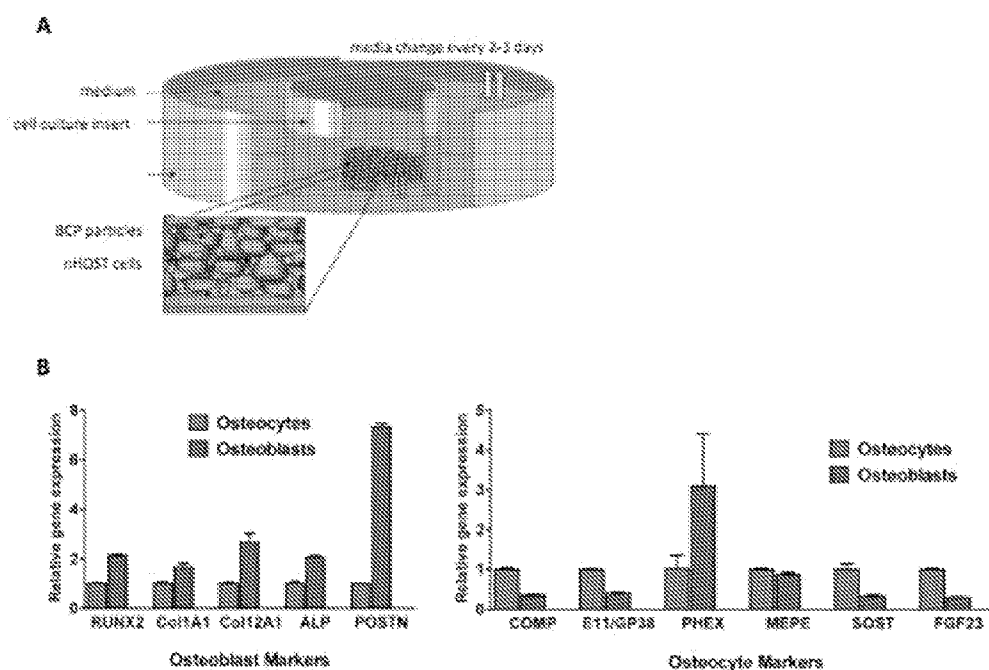 A
media change every 2-3 days
medium
cell culture insert
BCP particles
nHOST cells
B
8
6
4
2
0
Relative gene expression
Osteocytes
Osteoblasts
RUNX2 Col1A1 Col12A1 ALP POSTN
Osteoblast Markers
5
4
3
2
1
0
Relative gene expression
Osteocytes
Osteoblasts
COMP E11/GP38 PHEX MEPE SOST FGF23
Osteocyte Markers